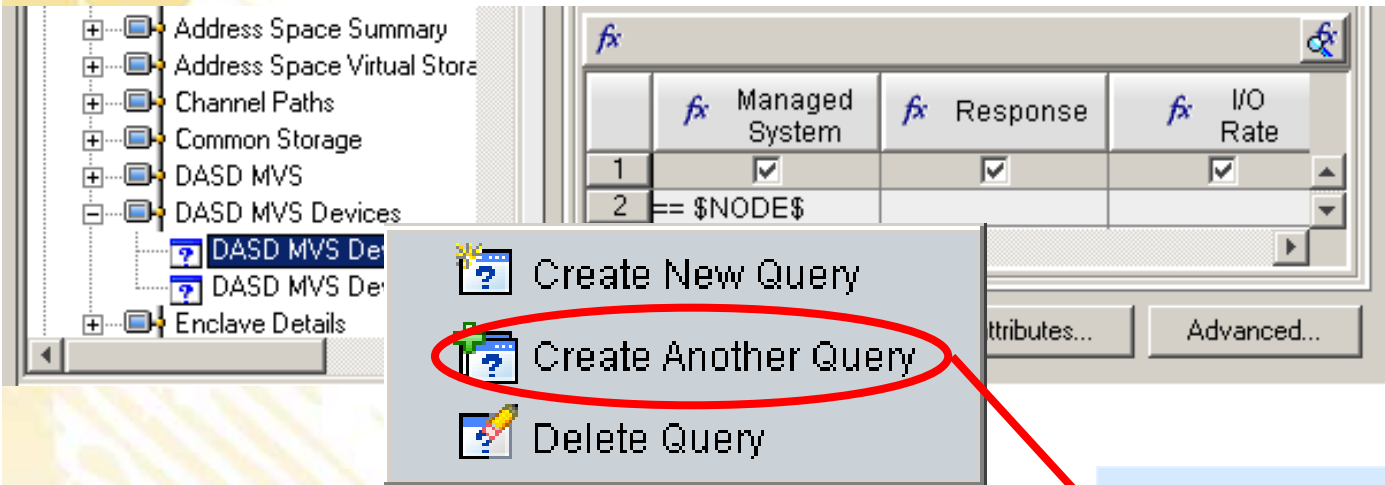 Address Space Summary
Address Space Virtual Stora
Channel Paths
Common Storage
DASD MVS
DASD MVS Devices
DASD MVS De
DASD MVS De
Enclave Details
fx
fx Managed System fx Response fx I/O Rate
1
2 == $NODE$
Create New Query
Create Another Query
Delete Query
ttributes...
Advanced...